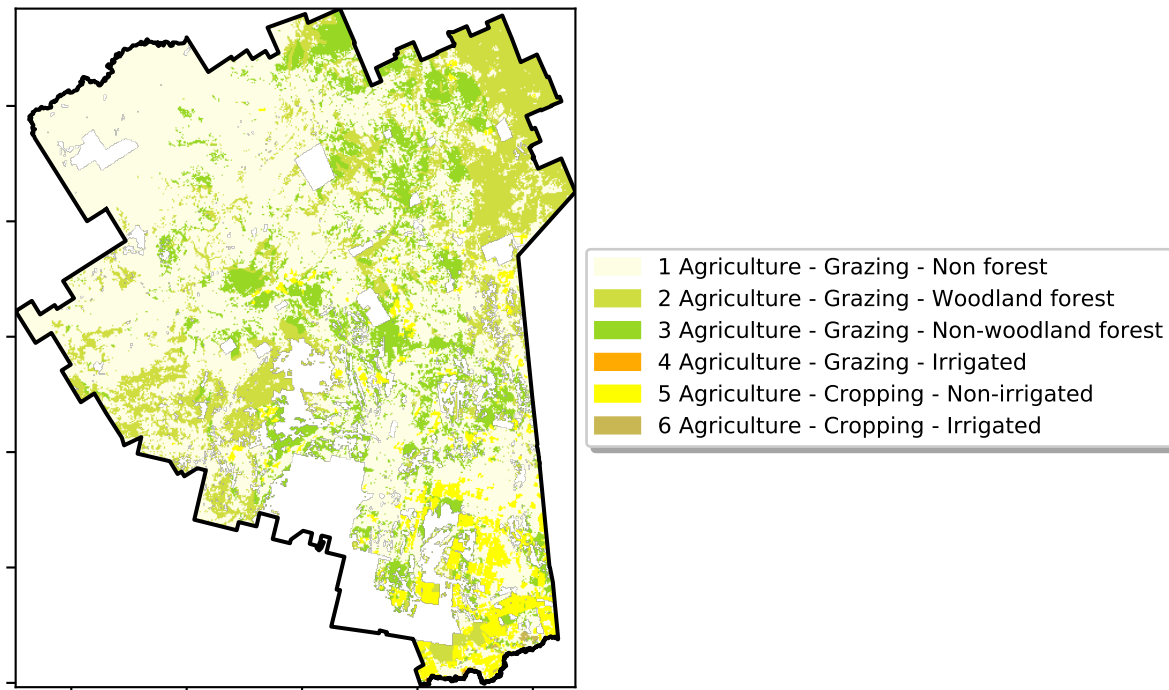 1 Agriculture - Grazing - Non forest
2 Agriculture - Grazing - Woodland forest
3 Agriculture - Grazing - Non-woodland forest
4 Agriculture - Grazing - Irrigated
5 Agriculture - Cropping - Non-irrigated
6 Agriculture - Cropping - Irrigated